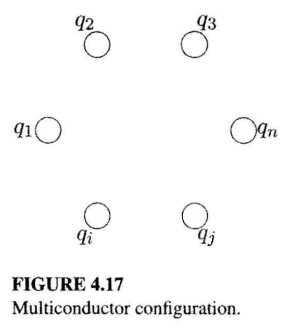 q₂ q₃
q₁ qₙ
qᵢ qⱼ
FIGURE 4.17
Multiconductor configuration.